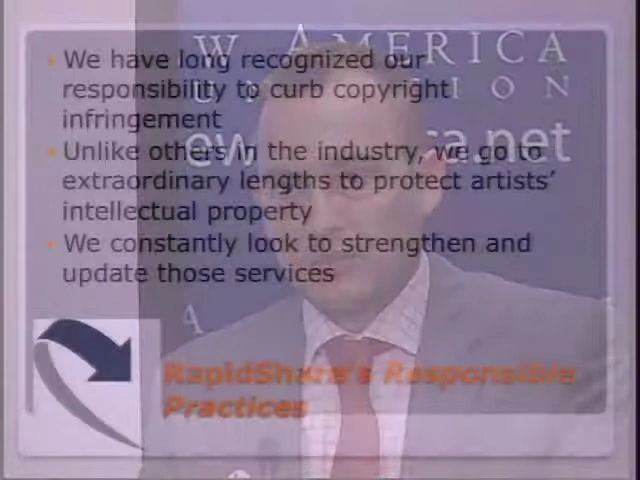 W AMERICA
We have long recognized our
responsibility to curb copyright
infringement
Unlike others in the industry, we go to
extraordinary lengths to protect artists'
intellectual property
We constantly look to strengthen and
update those services
RapidShare's Responsible
Practices